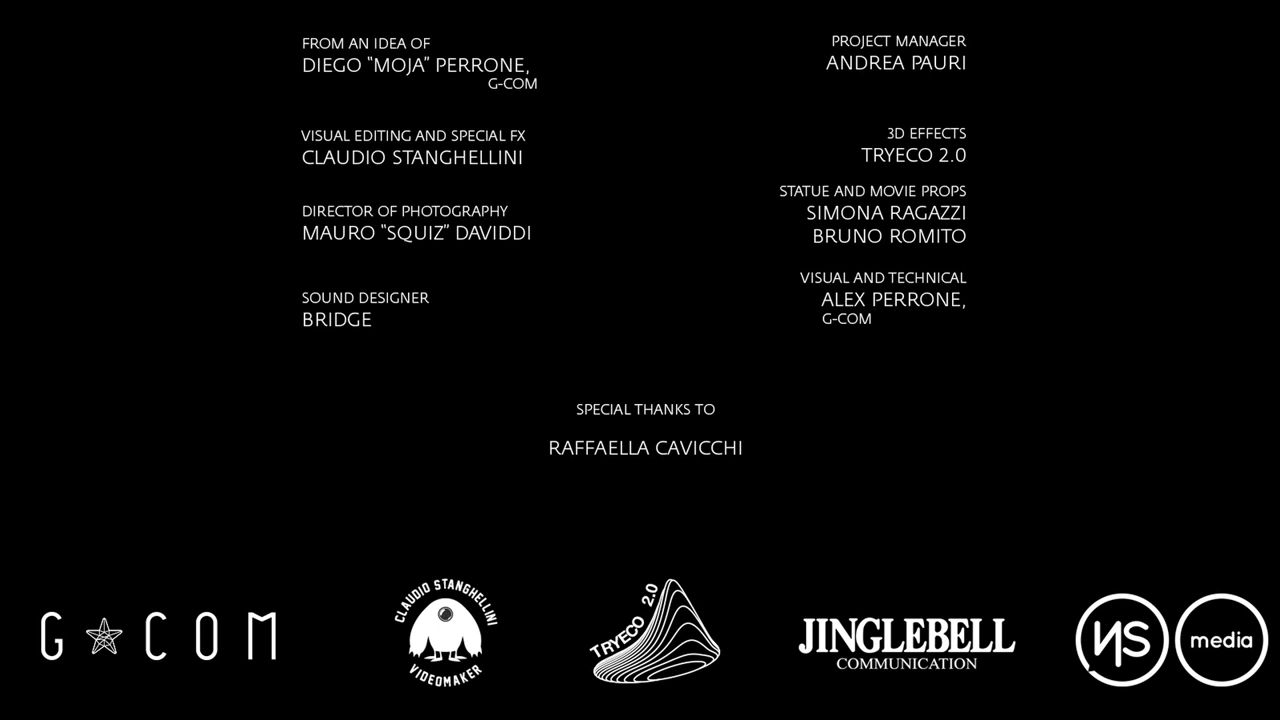 FROM AN IDEA OF
DIEGO "MOJA" PERRONE,
G-COM
VISUAL EDITING AND SPECIAL FX
CLAUDIO STANGHELLINI
DIRECTOR OF PHOTOGRAPHY
MAURO "SQUIZ" DAVIDDI
SOUND DESIGNER
BRIDGE
PROJECT MANAGER
ANDREA PAURI
3D EFFECTS
TRYECO 2.0
STATUE AND MOVIE PROPS
SIMONA RAGAZZI
BRUNO ROMITO
VISUAL AND TECHNICAL
ALEX PERRONE,
G-COM
SPECIAL THANKS TO
RAFFAELLA CAVICCHI
G COM
CLAUDIO STANGHELLINI
VIDEOMAKER
TRYECO 2.0
JINGLEBELL
COMMUNICATION
NS
media